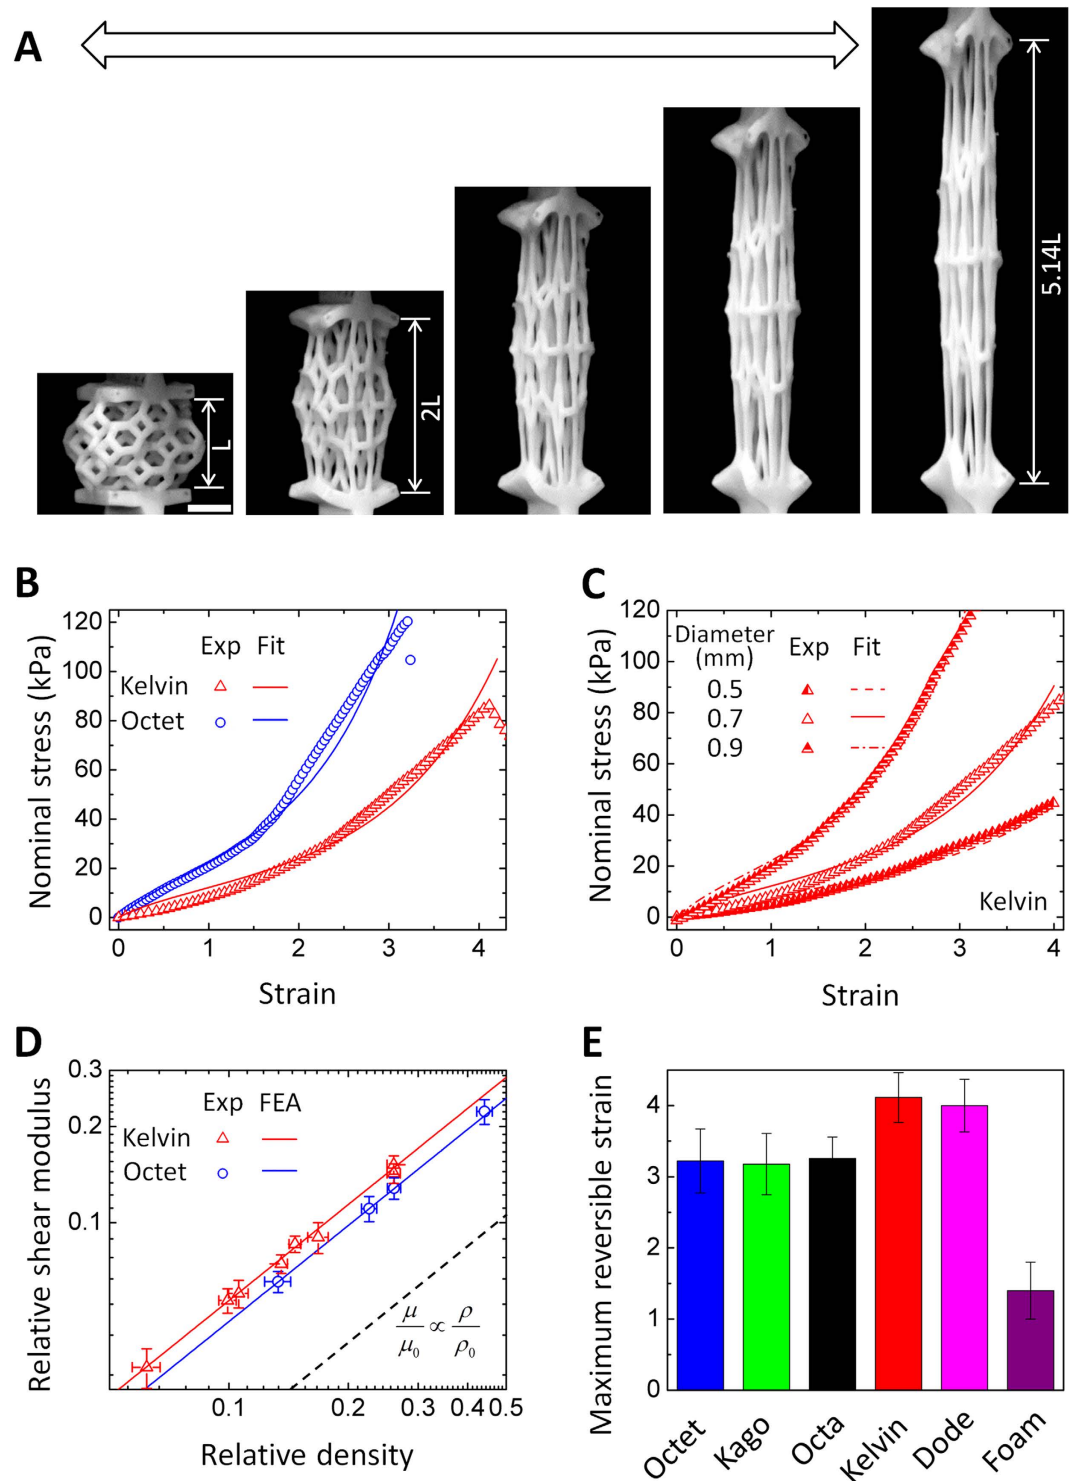 A
L
2L
5.14L
B
Nominal stress (kPa)
120
100
80
60
40
20
0
0 1 2 3 4
Strain
Exp Fit
Kelvin
Octet
C
Nominal stress (kPa)
120
100
80
60
40
20
0
0 1 2 3 4
Strain
Diameter
(mm)
Exp Fit
0.5
0.7
0.9
Kelvin
D
Relative shear modulus
0.3
0.2
0.1
0.1 0.2 0.3 0.4 0.5
Relative density
Exp FEA
Kelvin
Octet
μ/μ₀ ∝ ρ/ρ₀
E
Maximum reversible strain
4
3
2
1
0
Octet
Kago
Octa
Kelvin
Dode
Foam